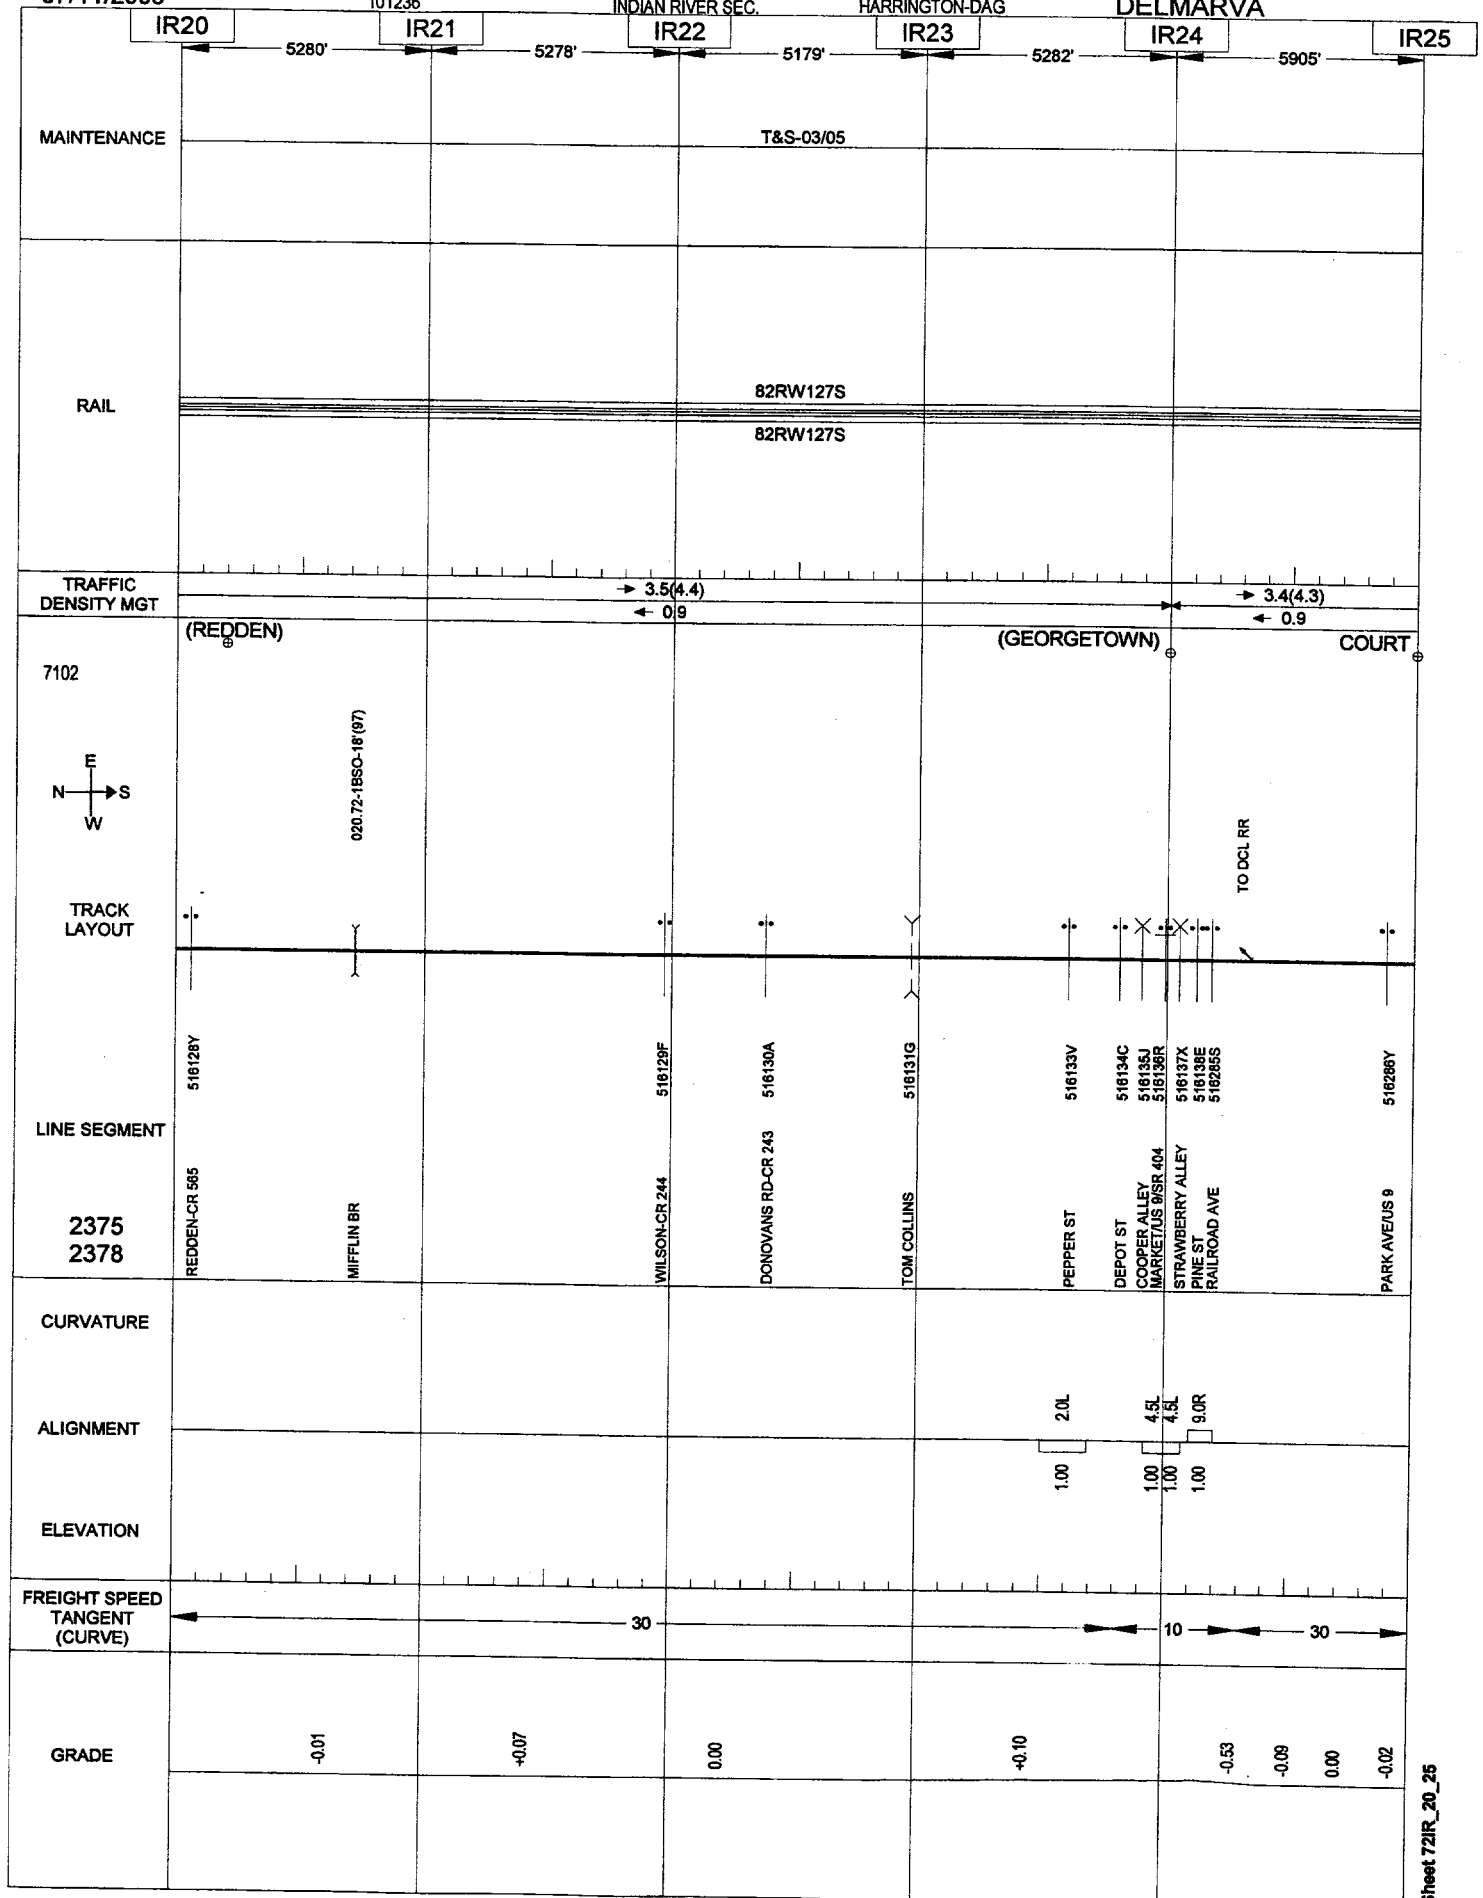 101236 INDIAN RIVER SEC. HARRINGTON-DAG DELMARVA
IR20 IR21 IR22 IR23 IR24 IR25
5280' 5278' 5179' 5282' 5905'
MAINTENANCE T&S-03/05
RAIL
82RW127S
82RW127S
TRAFFIC
DENSITY MGT
3.5(4.4) 3.4(4.3)
0.9 0.9
(REDDEN) (GEORGETOWN) COURT
7102
E
N S
W
020.72-1BSO-18'(97)
TO DCL RR
TRACK
LAYOUT
516128Y 516129F 516130A 516131G 516133V 516134C 516135J 516136R 516137X 516138E 516285S 516286Y
LINE SEGMENT
2375
2378
REDDEN-CR 565
MIFFLIN BR
WILSON-CR 244
DONOVANS RD-CR 243
TOM COLLINS
PEPPER ST
DEPOT ST
COOPER ALLEY
MARKET/US 9/SR 404
STRAWBERRY ALLEY
PINE ST
RAILROAD AVE
PARK AVE/US 9
CURVATURE
ALIGNMENT
2.0L 4.5L 4.5L 9.0R
1.00 1.00 1.00 1.00
ELEVATION
FREIGHT SPEED
TANGENT
(CURVE)
30 10 30
GRADE
-0.01 +0.07 0.00 +0.10 -0.53 -0.09 0.00 -0.02
Sheet 72IR_20_25